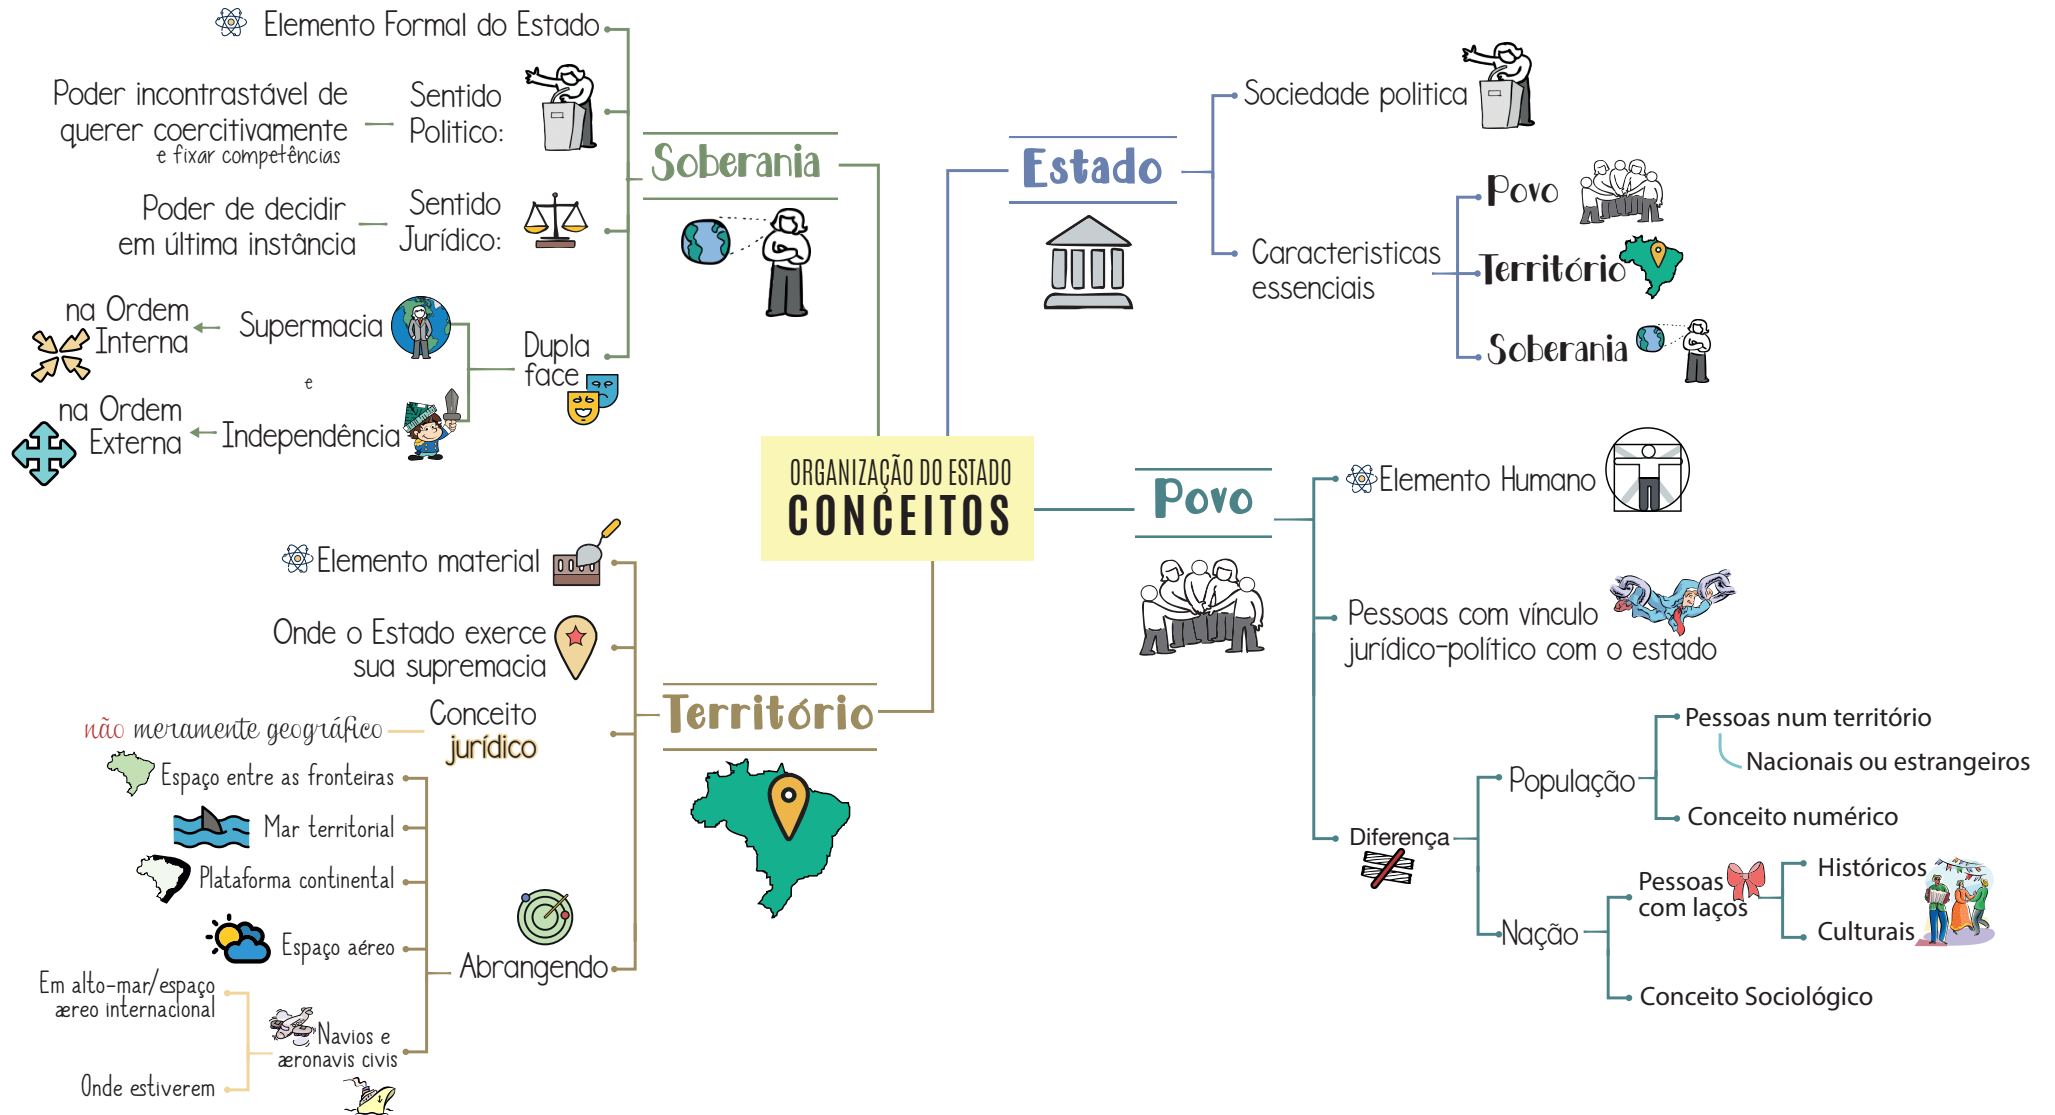 ORGANIZAÇÃO DO ESTADO
CONCEITOS
Estado
Sociedade politica
Caracteristicas
essenciais
Povo
Território
Soberania
Povo
Elemento Humano
Pessoas com vínculo
jurídico-político com o estado
Diferença
População
Pessoas num território
Nacionais ou estrangeiros
Conceito numérico
Nação
Pessoas
com laços
Históricos
Culturais
Conceito Sociológico
Soberania
Elemento Formal do Estado
Sentido
Politico:
Poder incontrastável de
querer coercitivamente
e fixar competências
Sentido
Jurídico:
Poder de decidir
em última instância
Dupla
face
Supermacia
na Ordem
Interna
e
Independência
na Ordem
Externa
Território
Elemento material
Onde o Estado exerce
sua supremacia
Conceito
jurídico
não meramente geográfico
Abrangendo
Espaço entre as fronteiras
Mar territorial
Plataforma continental
Espaço aéreo
Navios e
æronavis civis
Em alto-mar/espaço
æreo internacional
Onde estiverem